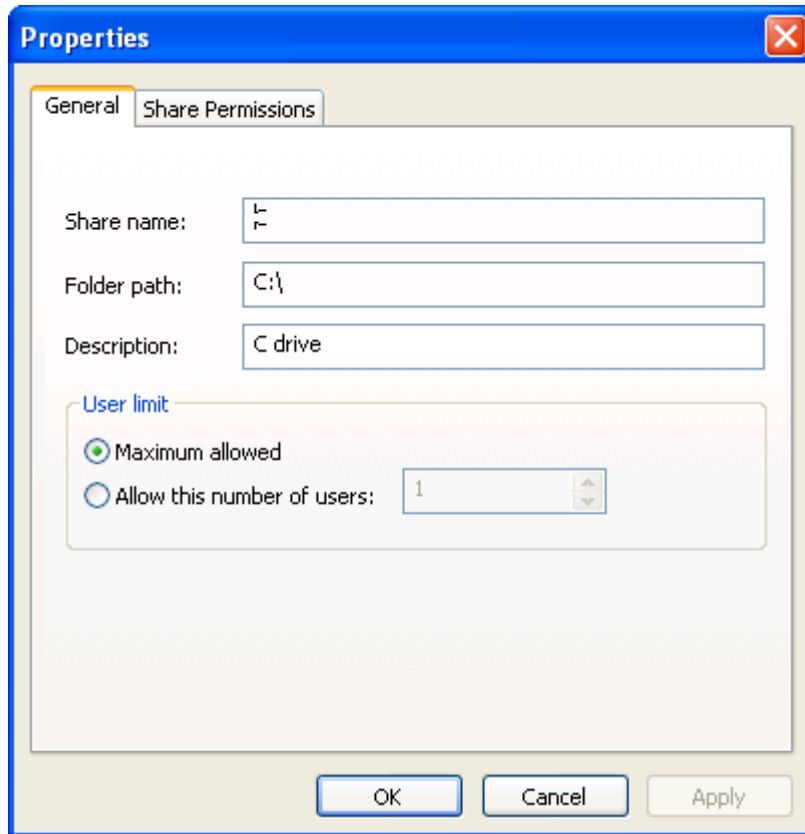 Properties
General
Share Permissions
Share name:
Folder path: C:\
Description: C drive
User limit
Maximum allowed
Allow this number of users: 1
OK
Cancel
Apply